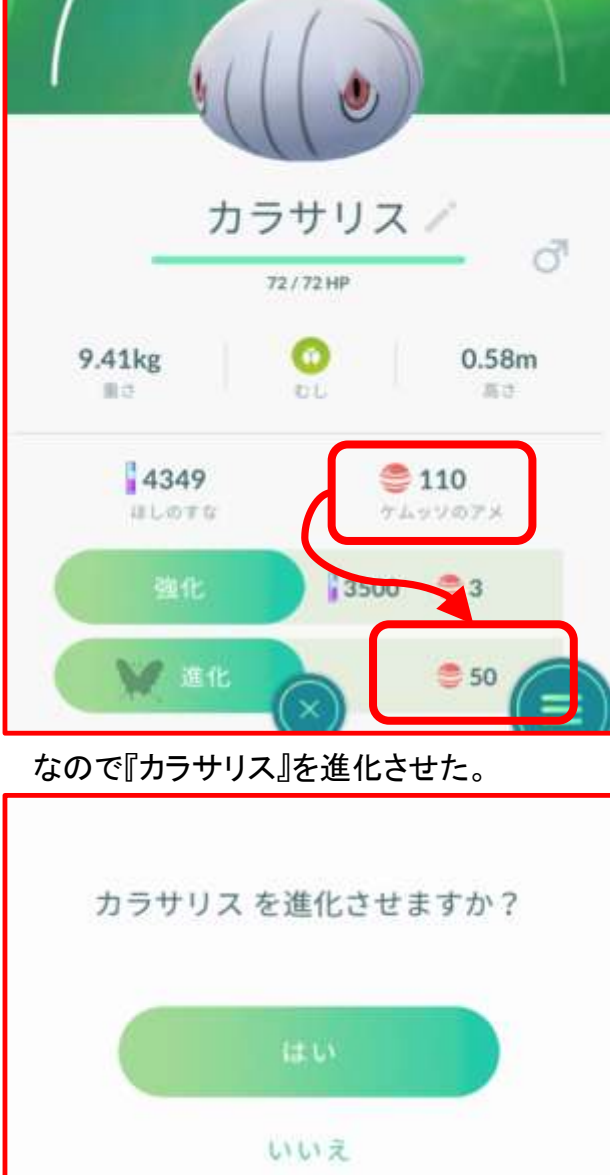 カラサリス
72 / 72 HP
9.41kg
重さ
むし
0.58m
高さ
4349
ほしのすな
110
ケムッソのアメ
強化
3500
3
進化
50
なので『カラサリス』を進化させた。
カラサリス を進化させますか？
はい
いいえ